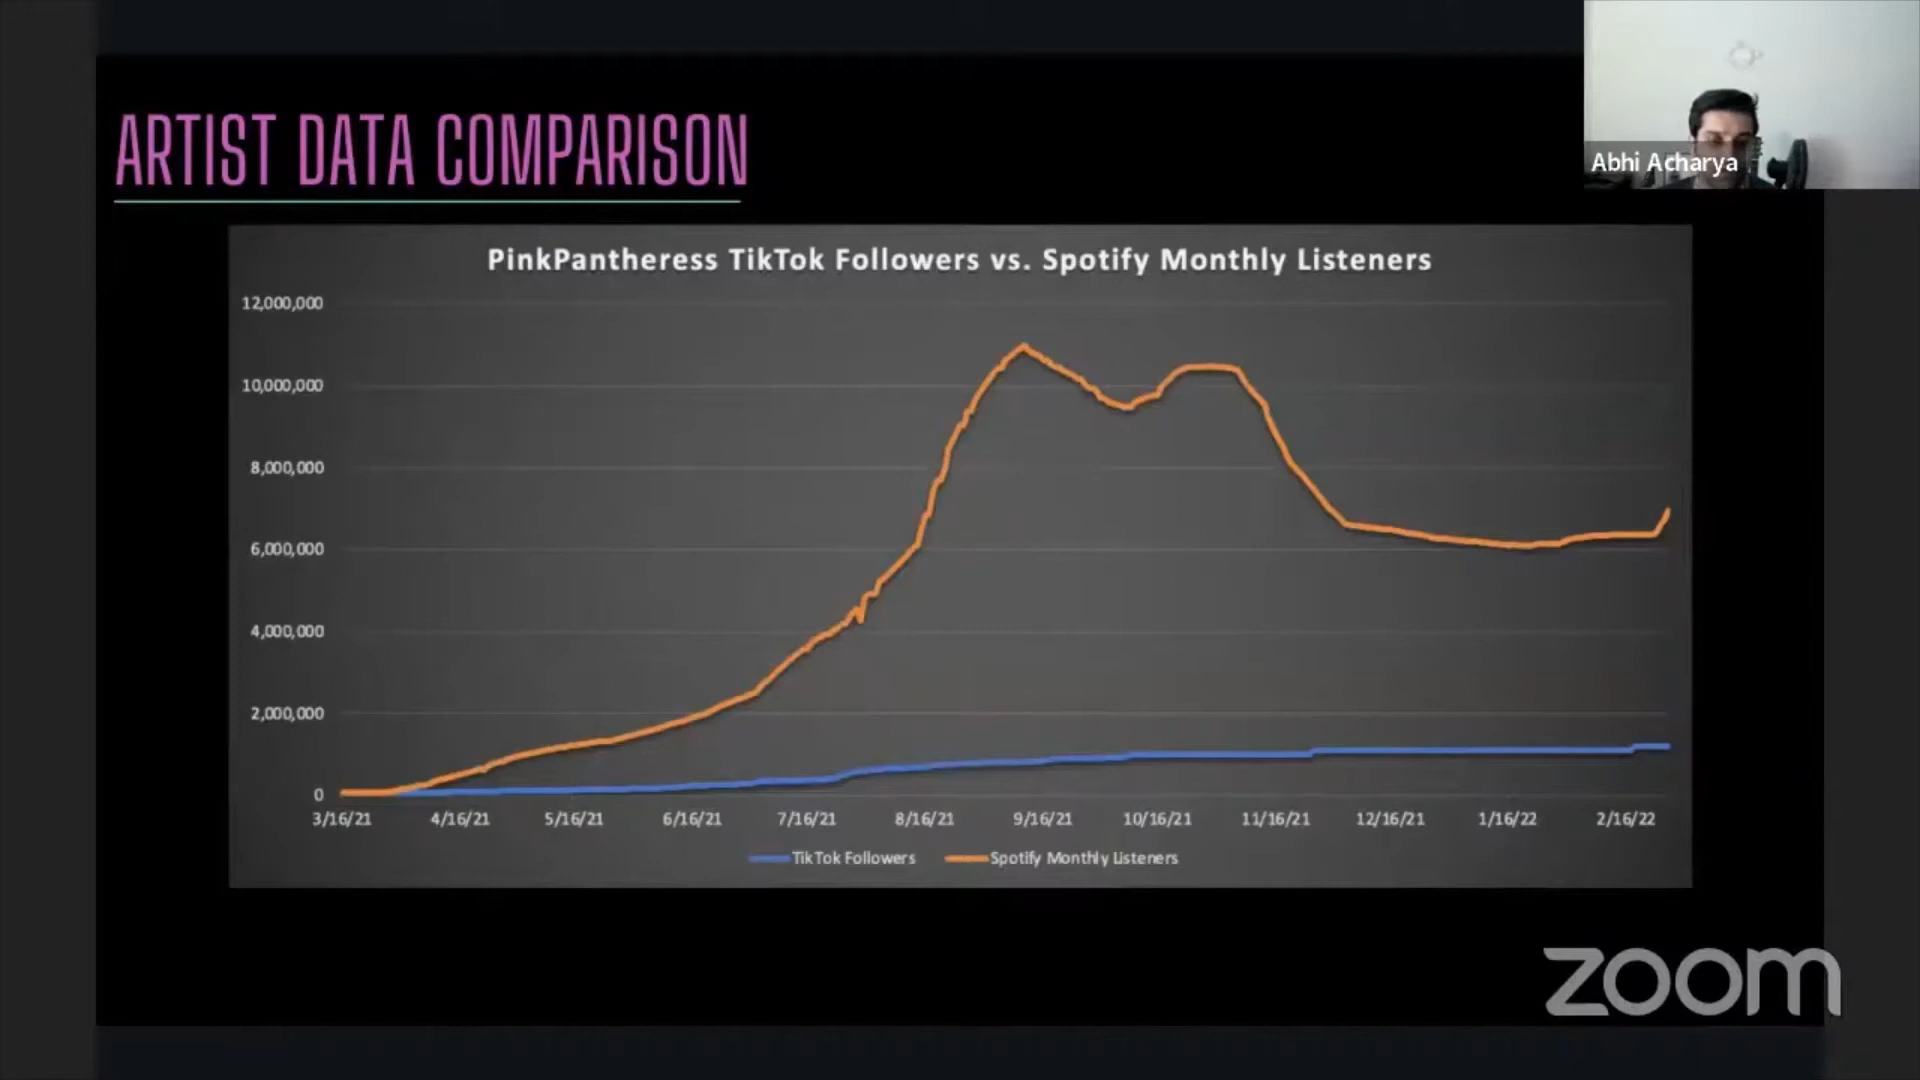 ARTIST DATA COMPARISON
Abhi Acharya
PinkPantheress TikTok Followers vs. Spotify Monthly Listeners
12,000,000
10,000,000
8,000,000
6,000,000
4,000,000
2,000,000
0
3/16/21 4/16/21 5/16/21 6/16/21 7/16/21 8/16/21 9/16/21 10/16/21 11/16/21 12/16/21 1/16/22 2/16/22
TikTok Followers Spotify Monthly Listeners
zoom